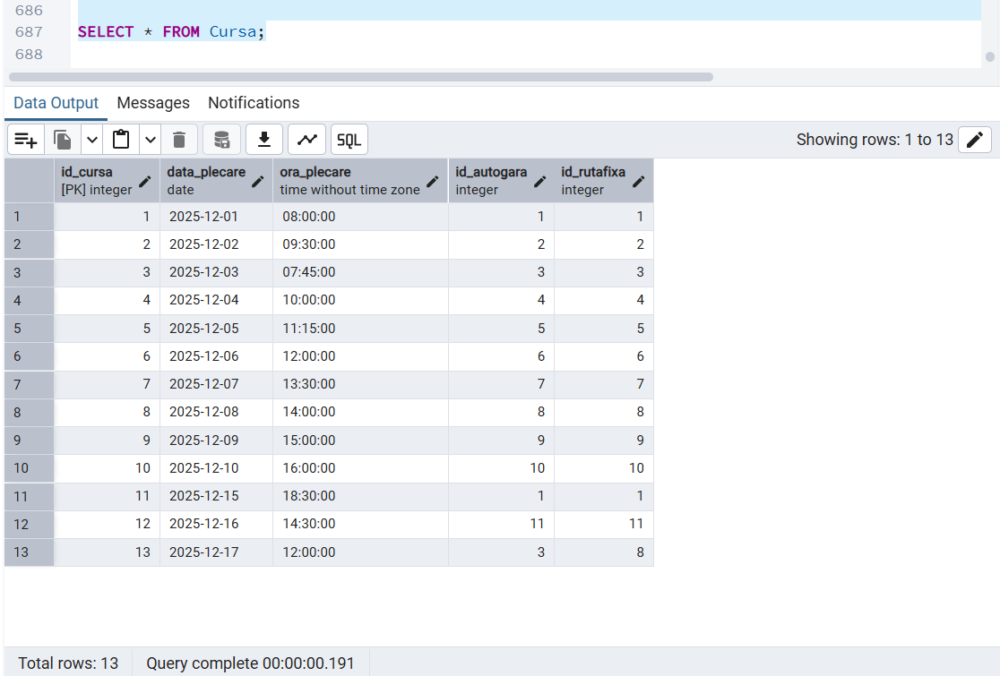 686
687 SELECT * FROM Cursa;
688
Data Output Messages Notifications
SQL Showing rows: 1 to 13
id_cursa data_plecare ora_plecare id_autogara id_rutafixa
[PK] integer date time without time zone integer integer
1 1 2025-12-01 08:00:00 1 1
2 2 2025-12-02 09:30:00 2 2
3 3 2025-12-03 07:45:00 3 3
4 4 2025-12-04 10:00:00 4 4
5 5 2025-12-05 11:15:00 5 5
6 6 2025-12-06 12:00:00 6 6
7 7 2025-12-07 13:30:00 7 7
8 8 2025-12-08 14:00:00 8 8
9 9 2025-12-09 15:00:00 9 9
10 10 2025-12-10 16:00:00 10 10
11 11 2025-12-15 18:30:00 1 1
12 12 2025-12-16 14:30:00 11 11
13 13 2025-12-17 12:00:00 3 8
Total rows: 13 Query complete 00:00:00.191